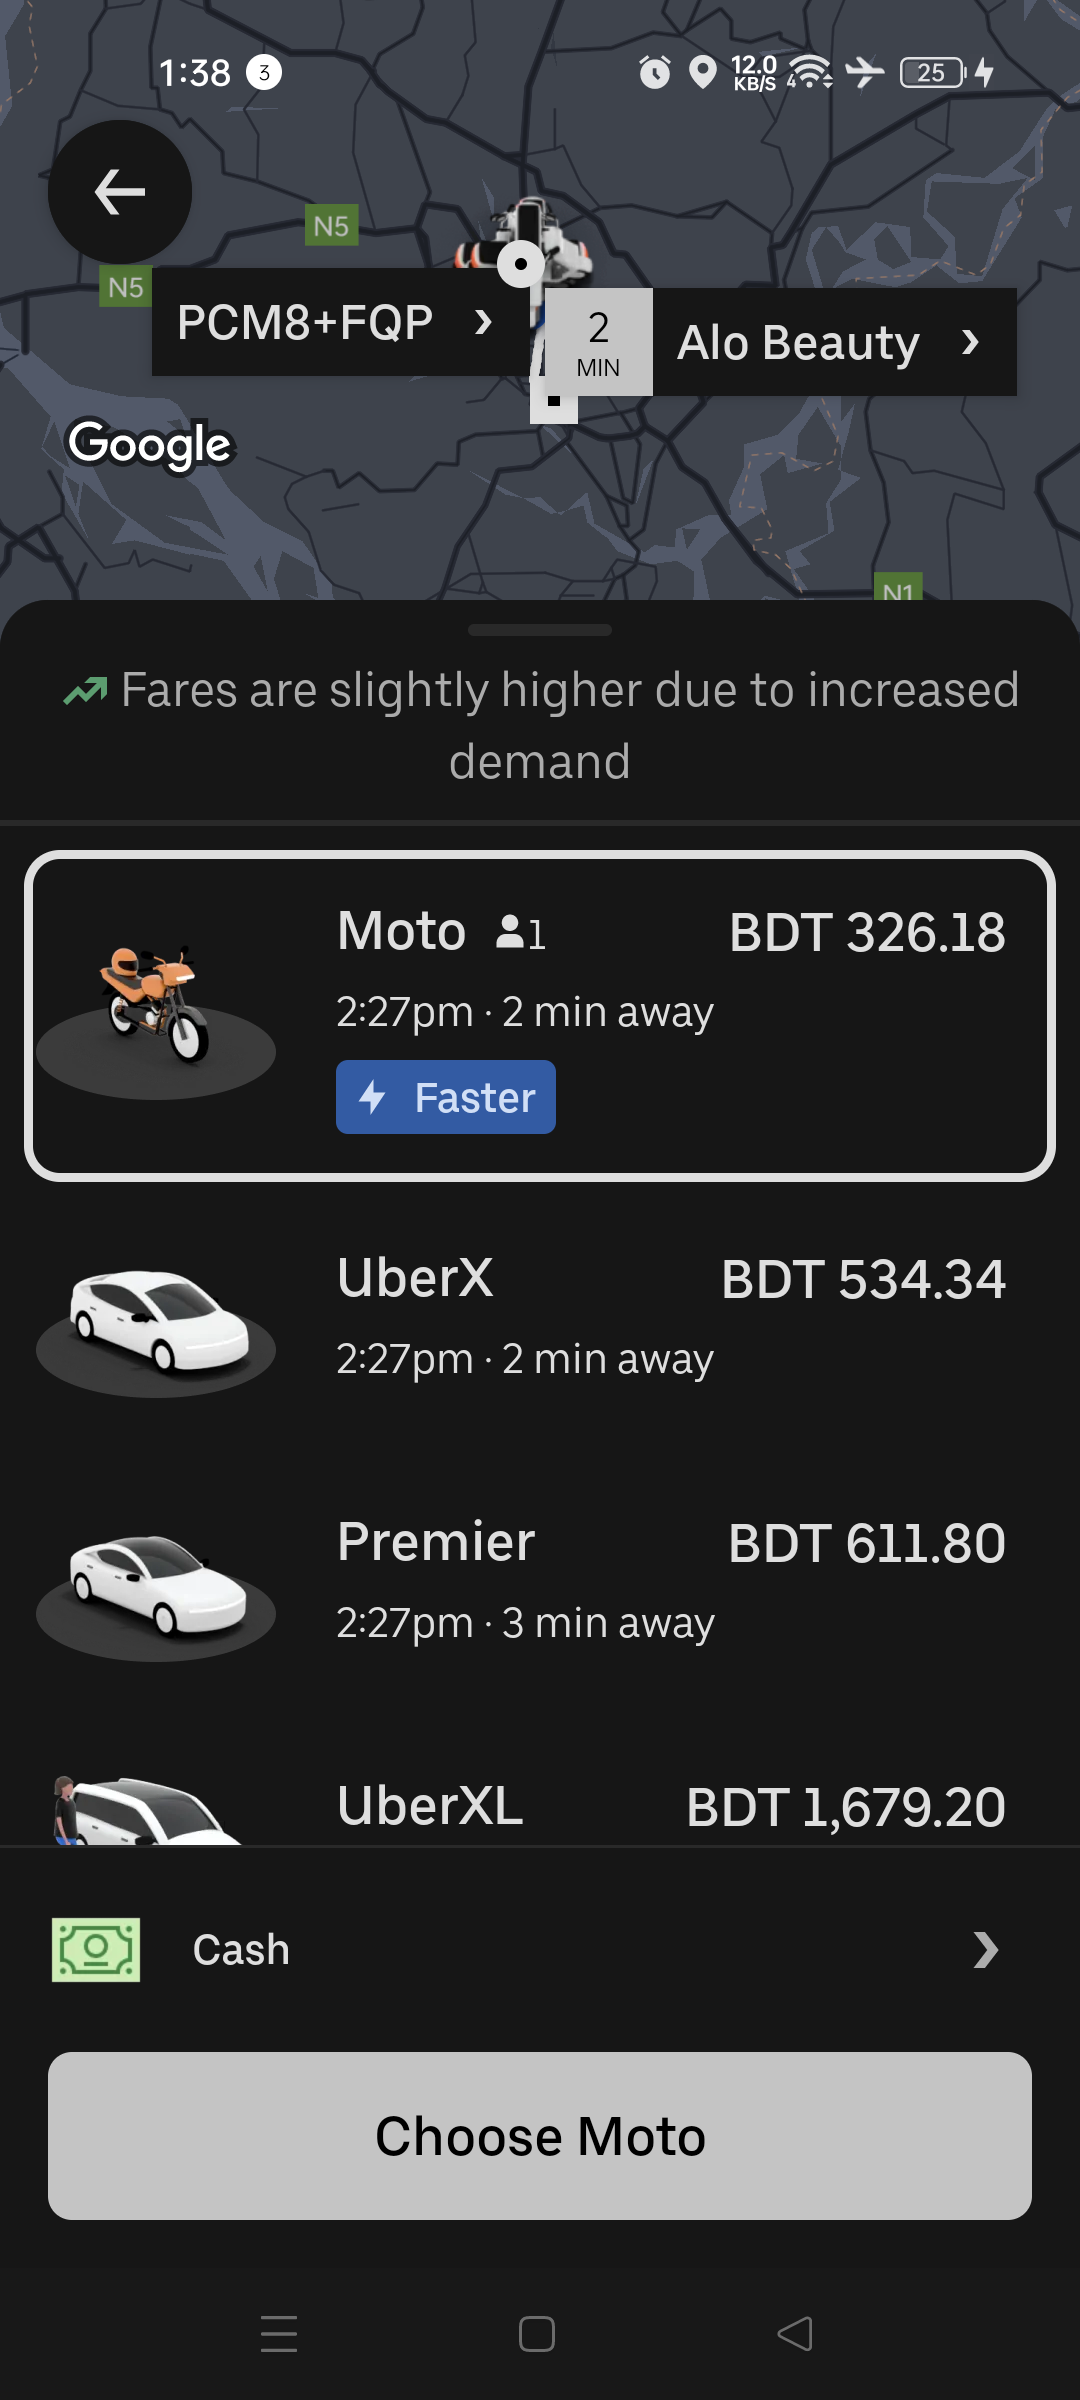 1:38 3
12.0
KB/S
4
25
N5
N5
PCM8+FQP
2
MIN
Alo Beauty
Google
N1
Fares are slightly higher due to increased
demand
Moto 1 BDT 326.18
2:27pm · 2 min away
Faster
UberX BDT 534.34
2:27pm · 2 min away
Premier BDT 611.80
2:27pm · 3 min away
UberXL BDT 1,679.20
Cash
Choose Moto